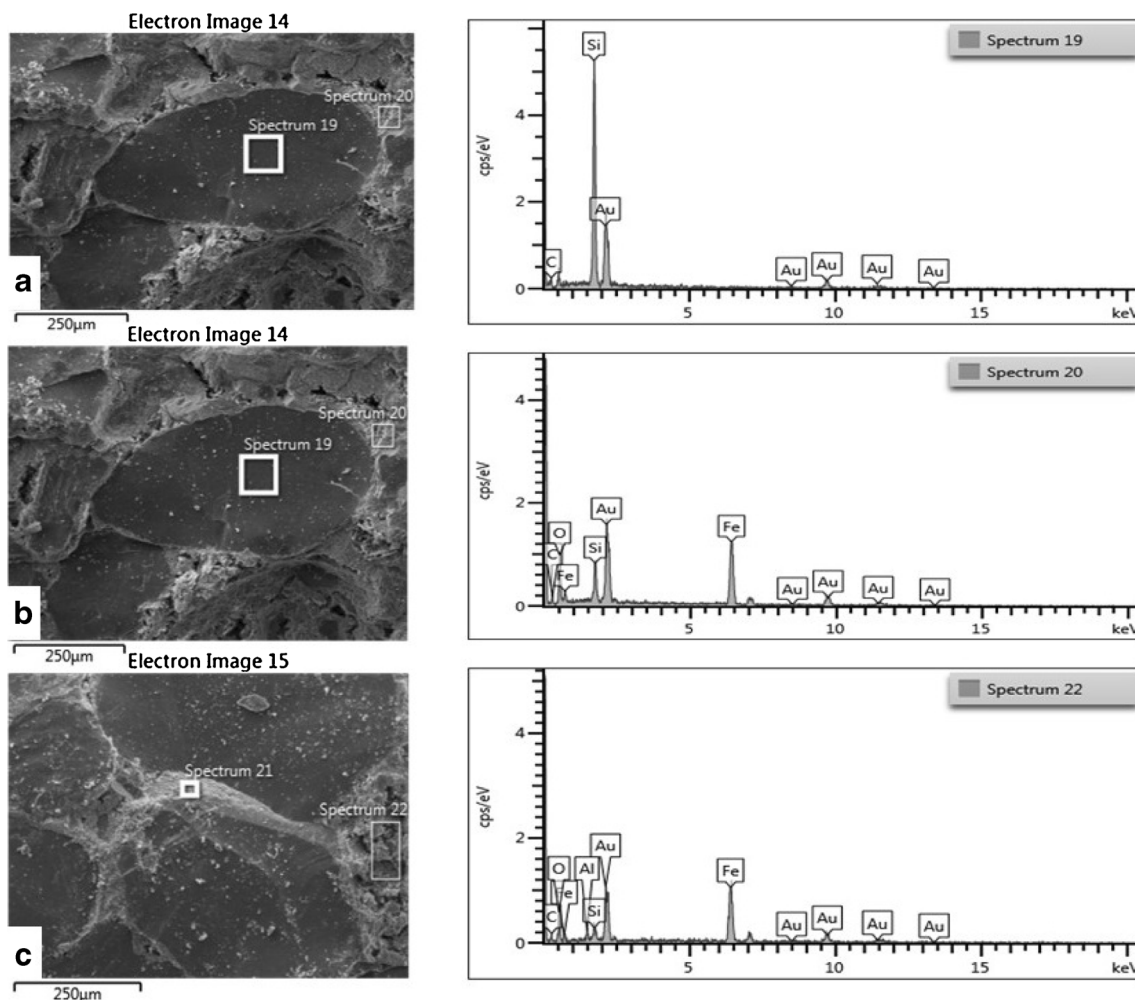 Electron Image 14
Spectrum 20
Spectrum 19
a
250µm
cps/eV
4
2
0
Si
Au
C
Au
Au
Au
Au
5
10
15
keV
Spectrum 19
Electron Image 14
Spectrum 20
Spectrum 19
b
250µm
cps/eV
4
2
0
O
C
Fe
Si
Au
Fe
Au
Au
Au
Au
5
10
15
keV
Spectrum 20
Electron Image 15
Spectrum 21
Spectrum 22
c
250µm
cps/eV
4
2
0
O
Al
Au
Fe
C
Si
Fe
Au
Au
Au
Au
5
10
15
keV
Spectrum 22